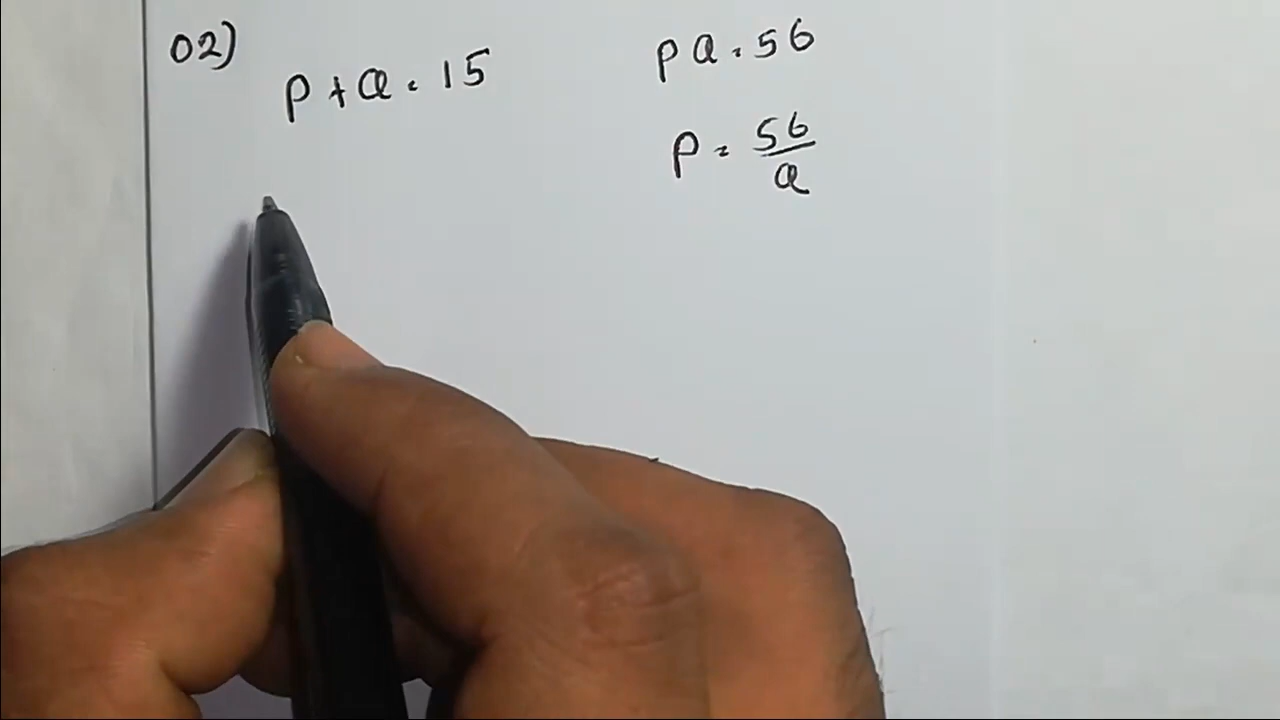 02)
P + Q = 15
PQ = 56
P = 56/Q